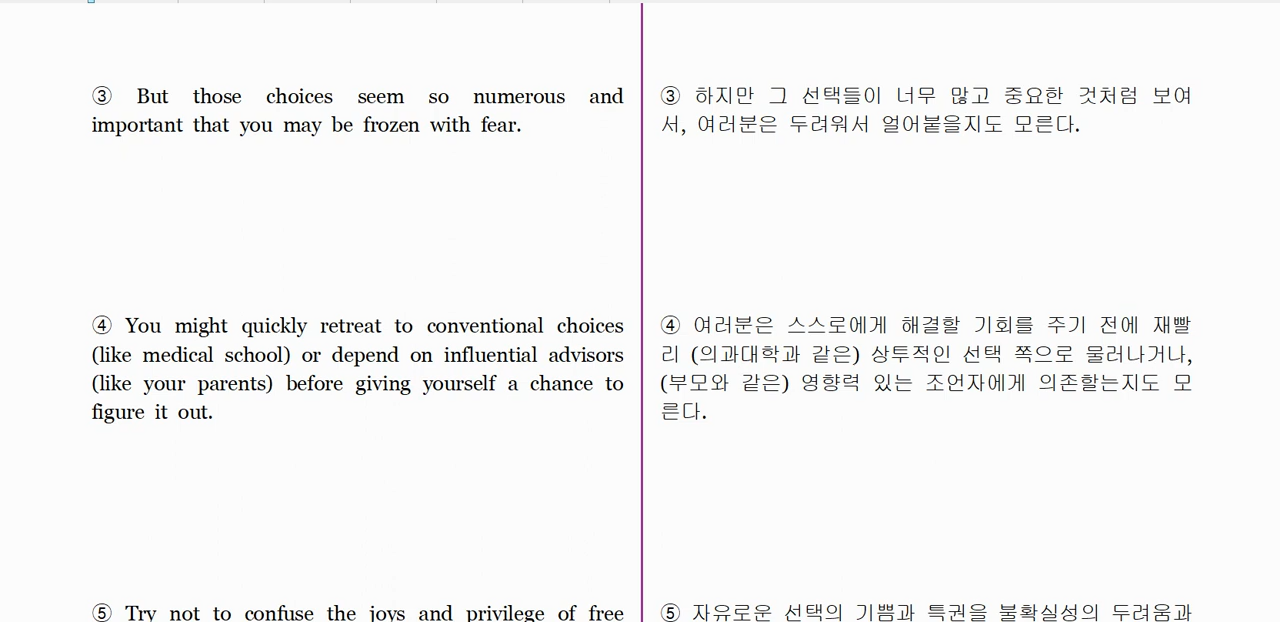 ③ But those choices seem so numerous and
important that you may be frozen with fear.
④ You might quickly retreat to conventional choices
(like medical school) or depend on influential advisors
(like your parents) before giving yourself a chance to
figure it out.
⑤ Try not to confuse the joys and privilege of free
③ 하지만 그 선택들이 너무 많고 중요한 것처럼 보여
서, 여러분은 두려워서 얼어붙을지도 모른다.
④ 여러분은 스스로에게 해결할 기회를 주기 전에 재빨
리 (의과대학과 같은) 상투적인 선택 쪽으로 물러나거나,
(부모와 같은) 영향력 있는 조언자에게 의존할는지도 모
른다.
⑤ 자유로운 선택의 기쁨과 특권을 불확실성의 두려움과